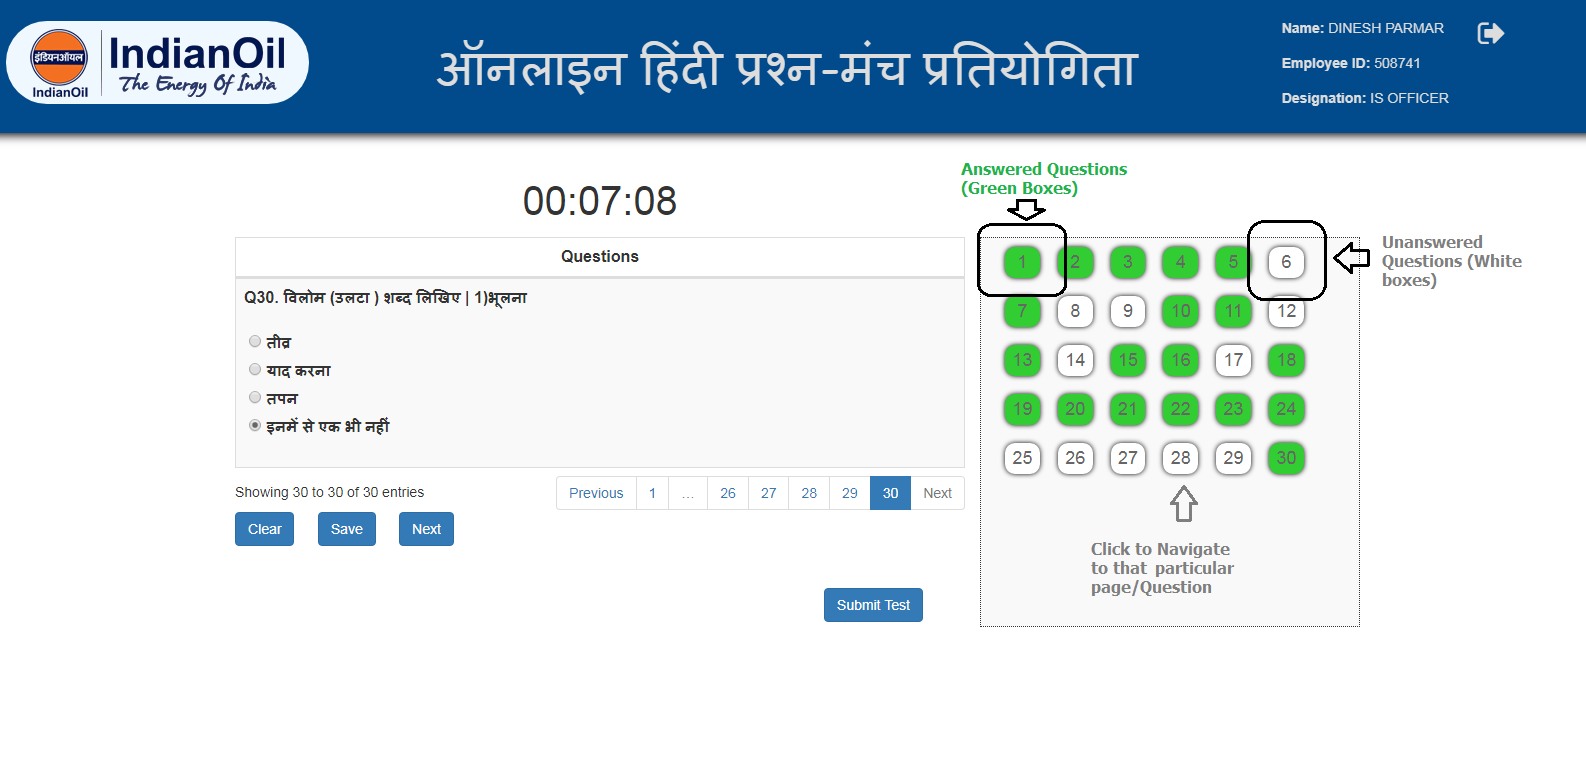 इंडियनऑयल
IndianOil
IndianOil
The Energy Of India
ऑनलाइन हिंदी प्रश्न-मंच प्रतियोगिता
Name: DINESH PARMAR
Employee ID: 508741
Designation: IS OFFICER
00:07:08
Questions
Q30. विलोम (उलटा ) शब्द लिखिए | 1)भूलना
तीव्र
याद करना
तपन
इनमें से एक भी नहीं
Showing 30 to 30 of 30 entries
Previous 1 ... 26 27 28 29 30 Next
Clear Save Next
Submit Test
Answered Questions
(Green Boxes)
1 2 3 4 5 6
7 8 9 10 11 12
13 14 15 16 17 18
19 20 21 22 23 24
25 26 27 28 29 30
Unanswered
Questions (White
boxes)
Click to Navigate
to that particular
page/Question